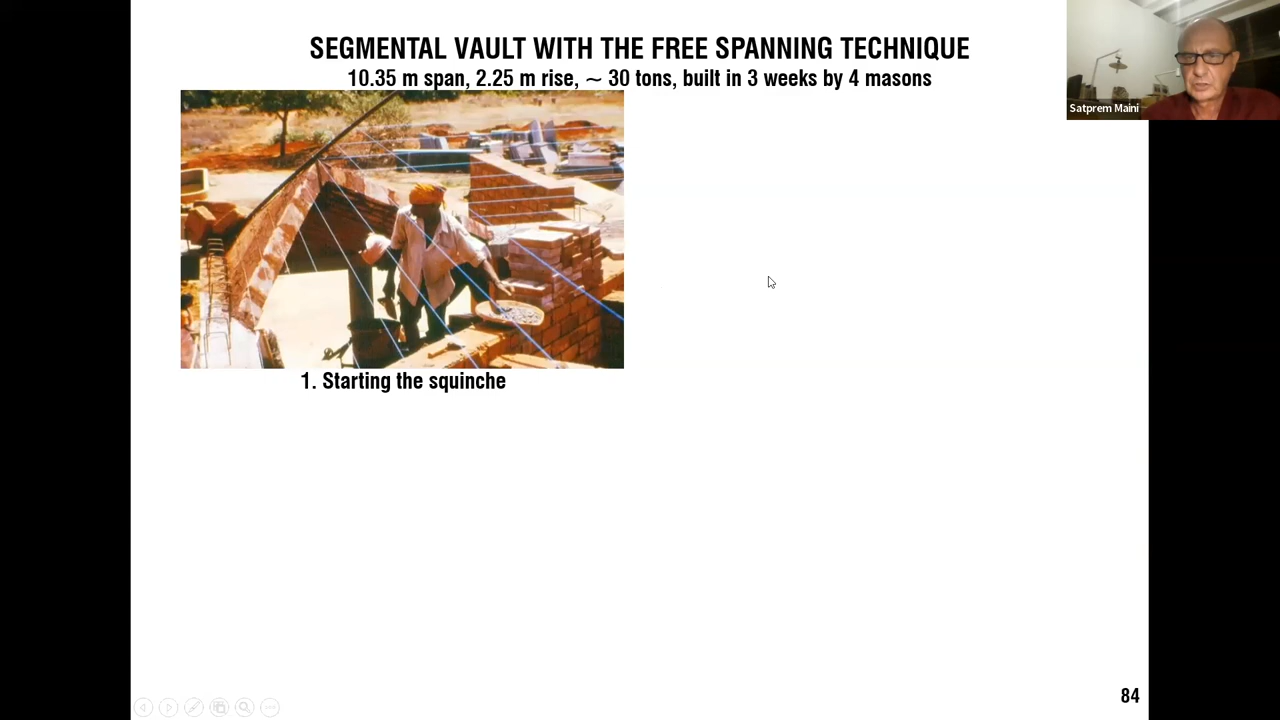 SEGMENTAL VAULT WITH THE FREE SPANNING TECHNIQUE
10.35 m span, 2.25 m rise, ~ 30 tons, built in 3 weeks by 4 masons
Satprem Maini
1. Starting the squinche
84